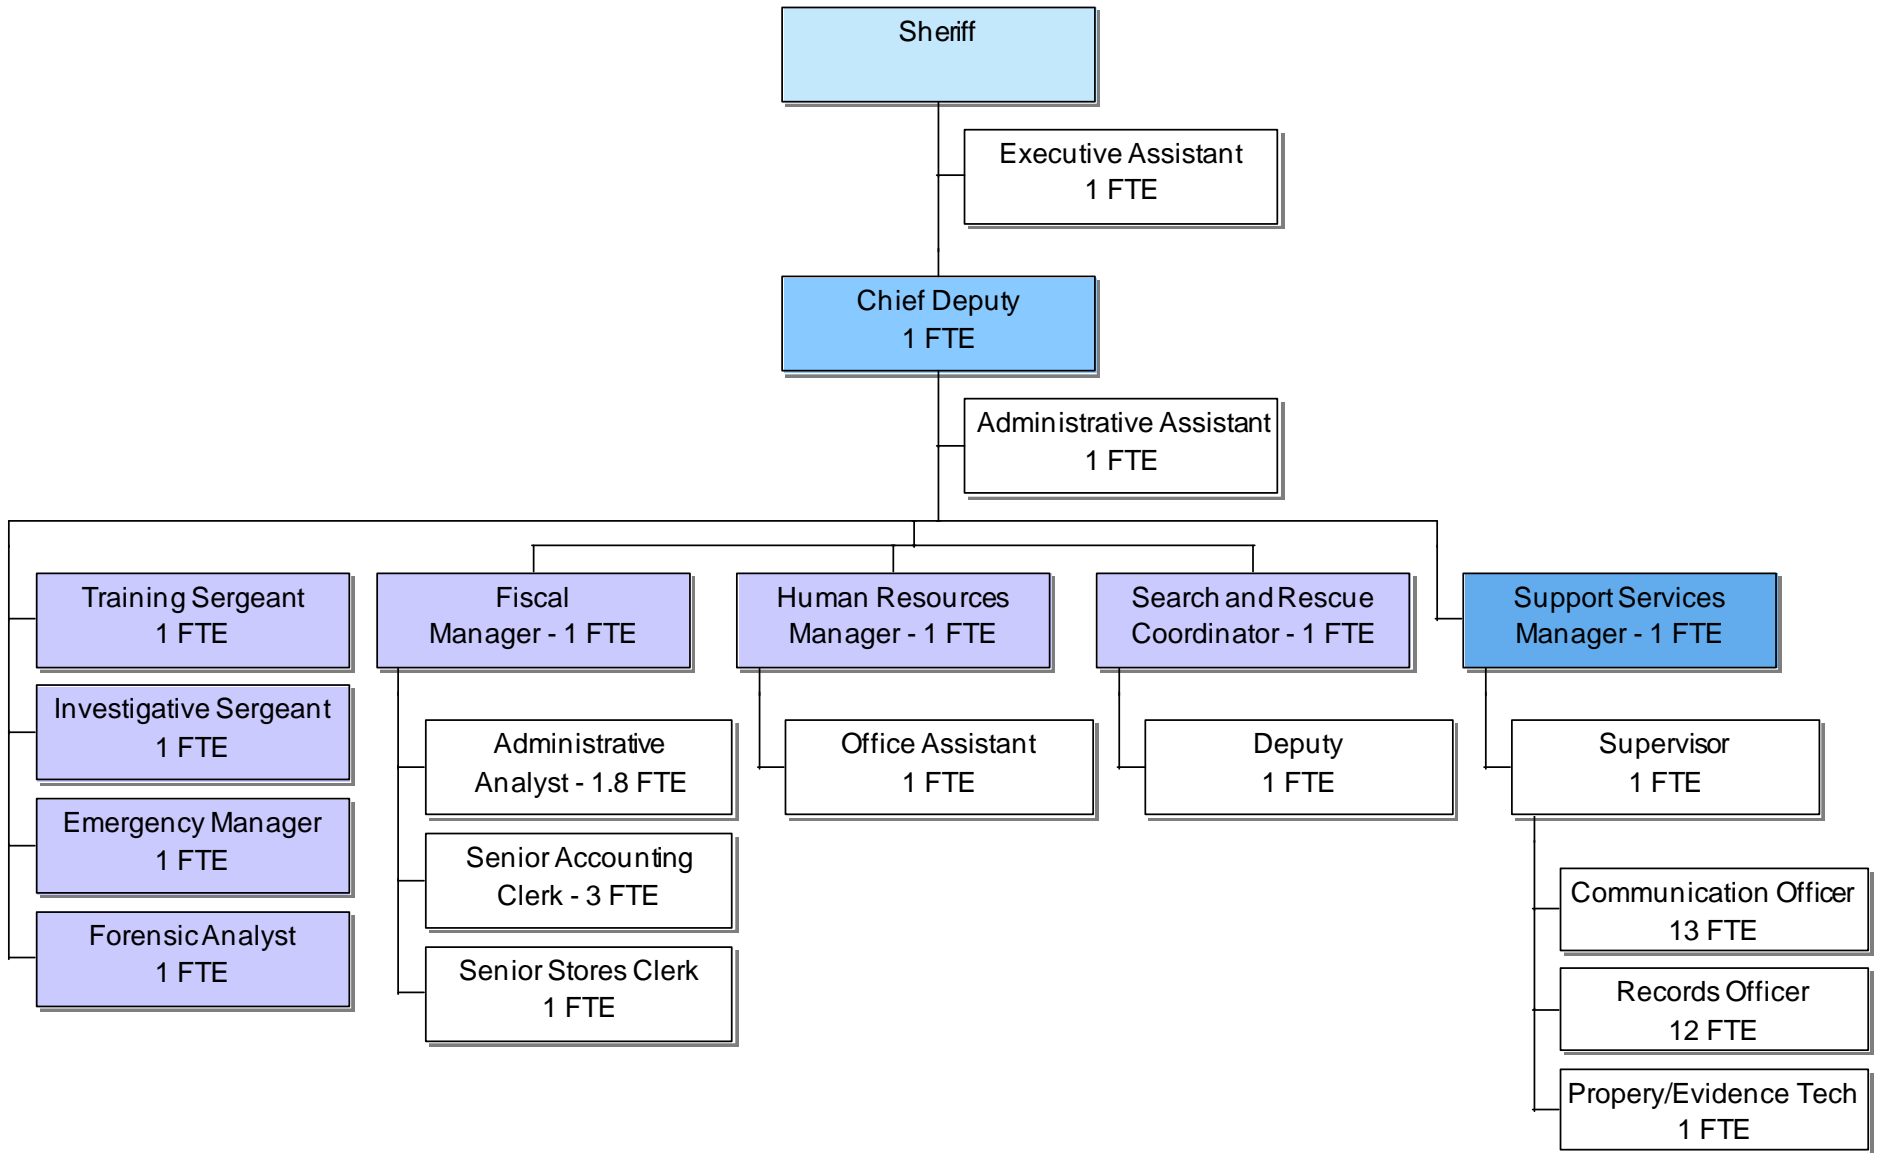 Sheriff
Executive Assistant
1 FTE
Chief Deputy
1 FTE
Administrative Assistant
1 FTE
Training Sergeant
1 FTE
Investigative Sergeant
1 FTE
Emergency Manager
1 FTE
Forensic Analyst
1 FTE
Fiscal
Manager - 1 FTE
Administrative
Analyst - 1.8 FTE
Senior Accounting
Clerk - 3 FTE
Senior Stores Clerk
1 FTE
Human Resources
Manager - 1 FTE
Office Assistant
1 FTE
Search and Rescue
Coordinator - 1 FTE
Deputy
1 FTE
Support Services
Manager - 1 FTE
Supervisor
1 FTE
Communication Officer
13 FTE
Records Officer
12 FTE
Propery/Evidence Tech
1 FTE